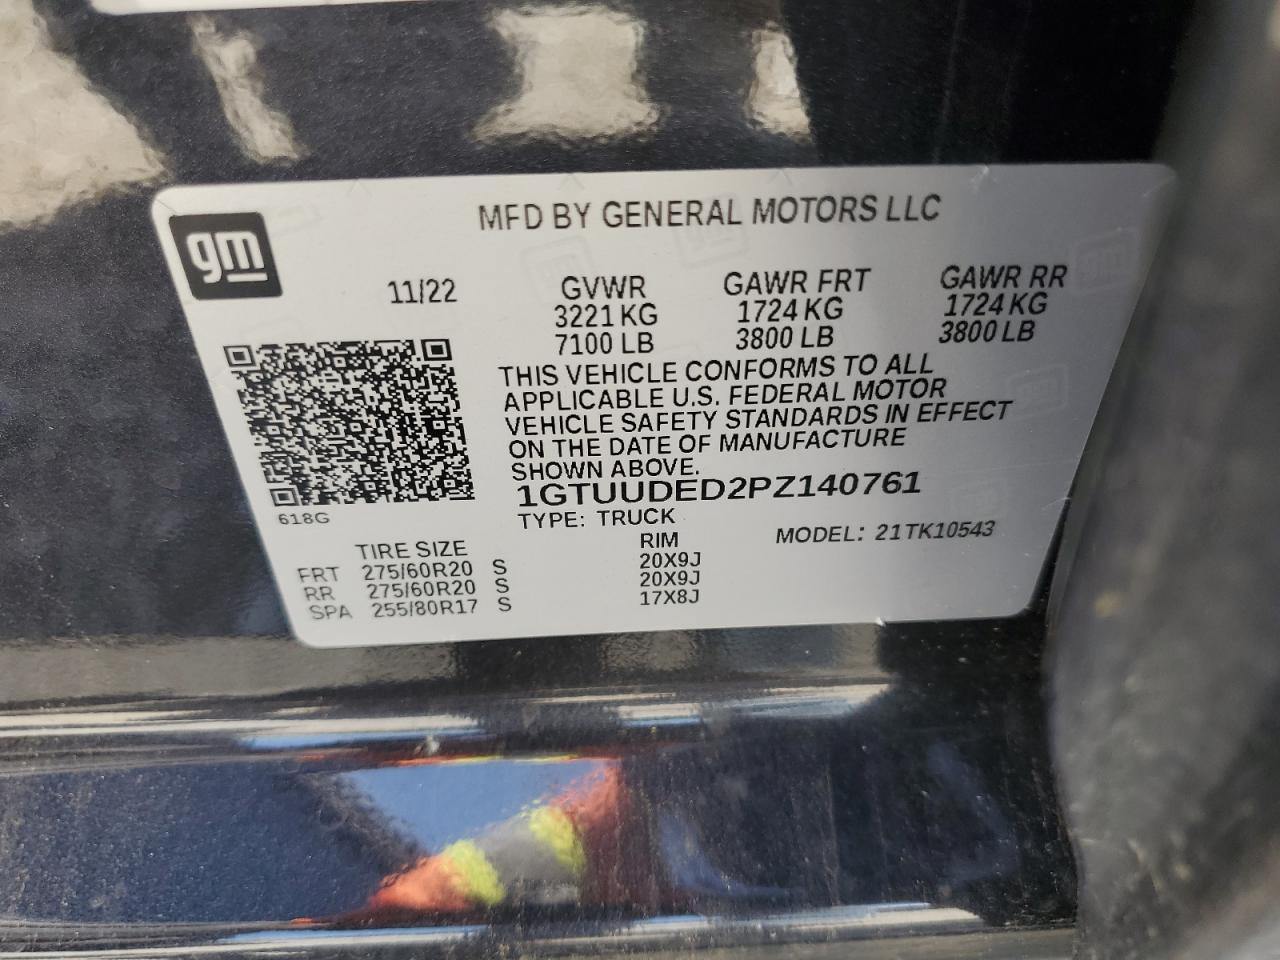 gm
MFD BY GENERAL MOTORS LLC
11/22 GVWR GAWR FRT GAWR RR
3221 KG 1724 KG 1724 KG
7100 LB 3800 LB 3800 LB
THIS VEHICLE CONFORMS TO ALL
APPLICABLE U.S. FEDERAL MOTOR
VEHICLE SAFETY STANDARDS IN EFFECT
ON THE DATE OF MANUFACTURE
SHOWN ABOVE.
1GTUUDED2PZ140761
618G TYPE: TRUCK MODEL: 21TK10543
TIRE SIZE RIM
FRT 275/60R20 S 20X9J
RR 275/60R20 S 20X9J
SPA 255/80R17 S 17X8J